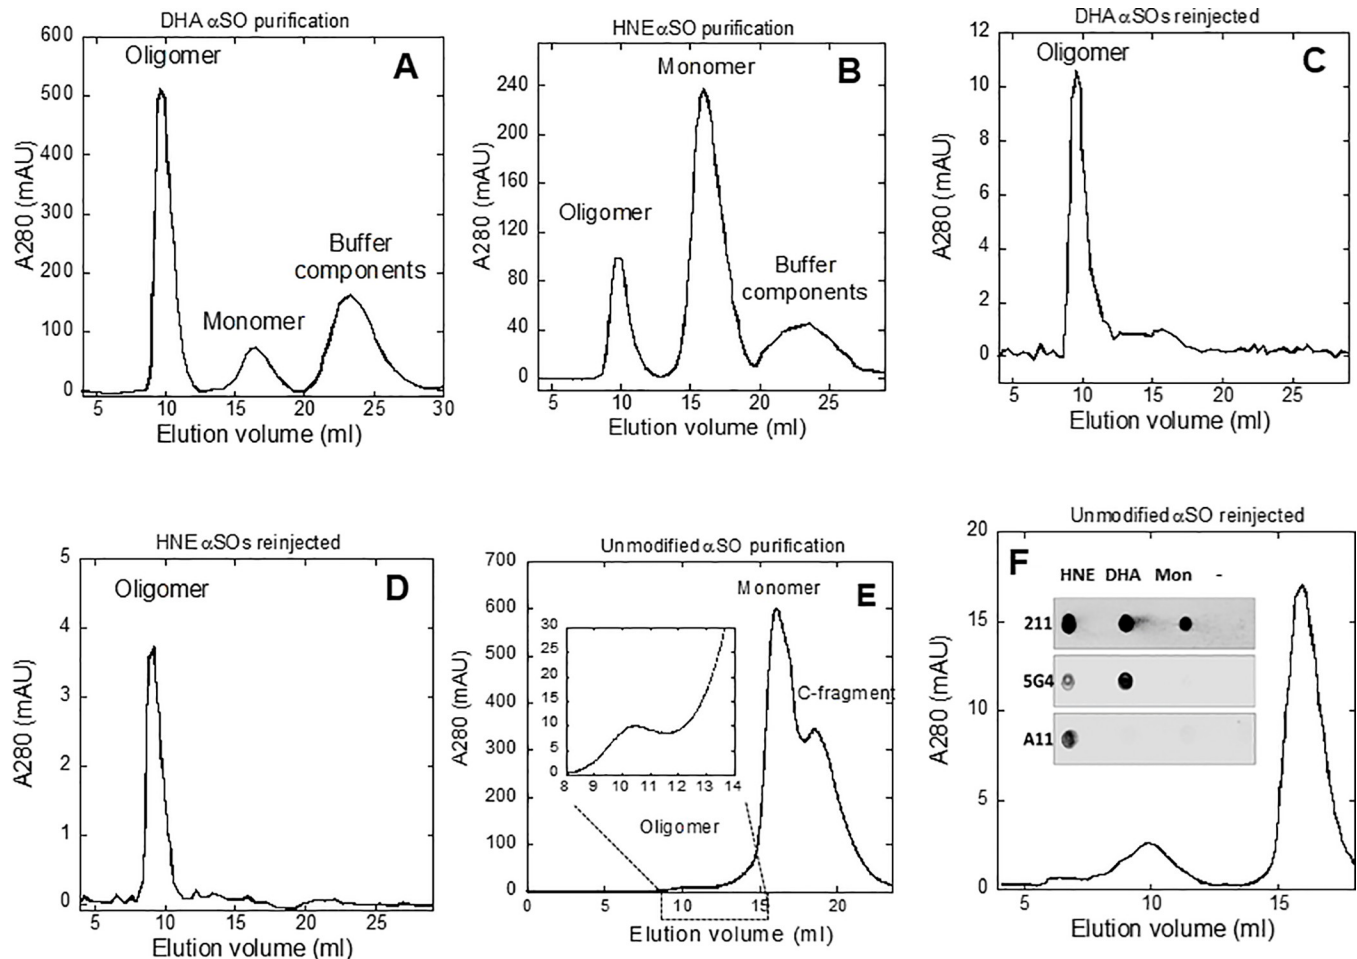 DHA αSO purification
A
600
500
400
300
200
100
0
A280 (mAU)
Oligomer
Monomer
Buffer
components
5 10 15 20 25 30
Elution volume (ml)
HNE αSO purification
B
240
200
160
120
80
40
0
A280 (mAU)
Oligomer
Monomer
Buffer
components
5 10 15 20 25
Elution volume (ml)
DHA αSOs reinjected
C
12
10
8
6
4
2
0
A280 (mAU)
Oligomer
5 10 15 20 25
Elution volume (ml)
HNE αSOs reinjected
D
5
4
3
2
1
0
A280 (mAU)
Oligomer
5 10 15 20 25
Elution volume (ml)
Unmodified αSO purification
E
700
600
500
400
300
200
100
0
A280 (mAU)
Monomer
C-fragment
30
25
20
15
10
5
0
8 9 10 11 12 13 14
Oligomer
0 5 10 15 20
Elution volume (ml)
Unmodified αSO reinjected
F
20
15
10
5
0
A280 (mAU)
HNE DHA Mon -
211
5G4
A11
5 10 15
Elution volume (ml)